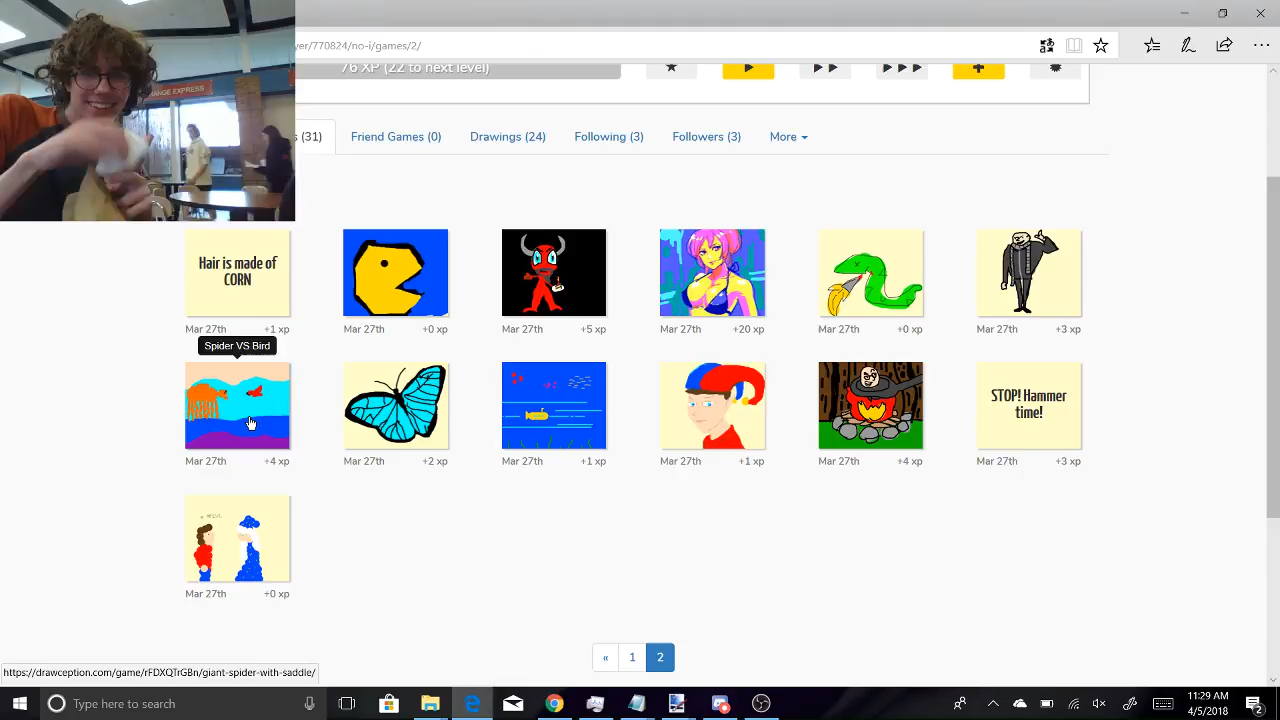 yer/770824/no-i/games/2/
76 XP (22 to next level)
HANGE EXPRESS
s (31)
Friend Games (0)
Drawings (24)
Following (3)
Followers (3)
More
Hair is made of
CORN
Mar 27th +1 xp
Mar 27th +0 xp
Mar 27th +5 xp
Mar 27th +20 xp
Mar 27th +0 xp
Mar 27th +3 xp
Spider VS Bird
STOP! Hammer
time!
Mar 27th +4 xp
Mar 27th +2 xp
Mar 27th +1 xp
Mar 27th +1 xp
Mar 27th +4 xp
Mar 27th +3 xp
Mar 27th +0 xp
« 1 2
https://drawception.com/game/rFDXQTrGBn/giant-spider-with-saddle/
Type here to search
11:29 AM
4/5/2018
2